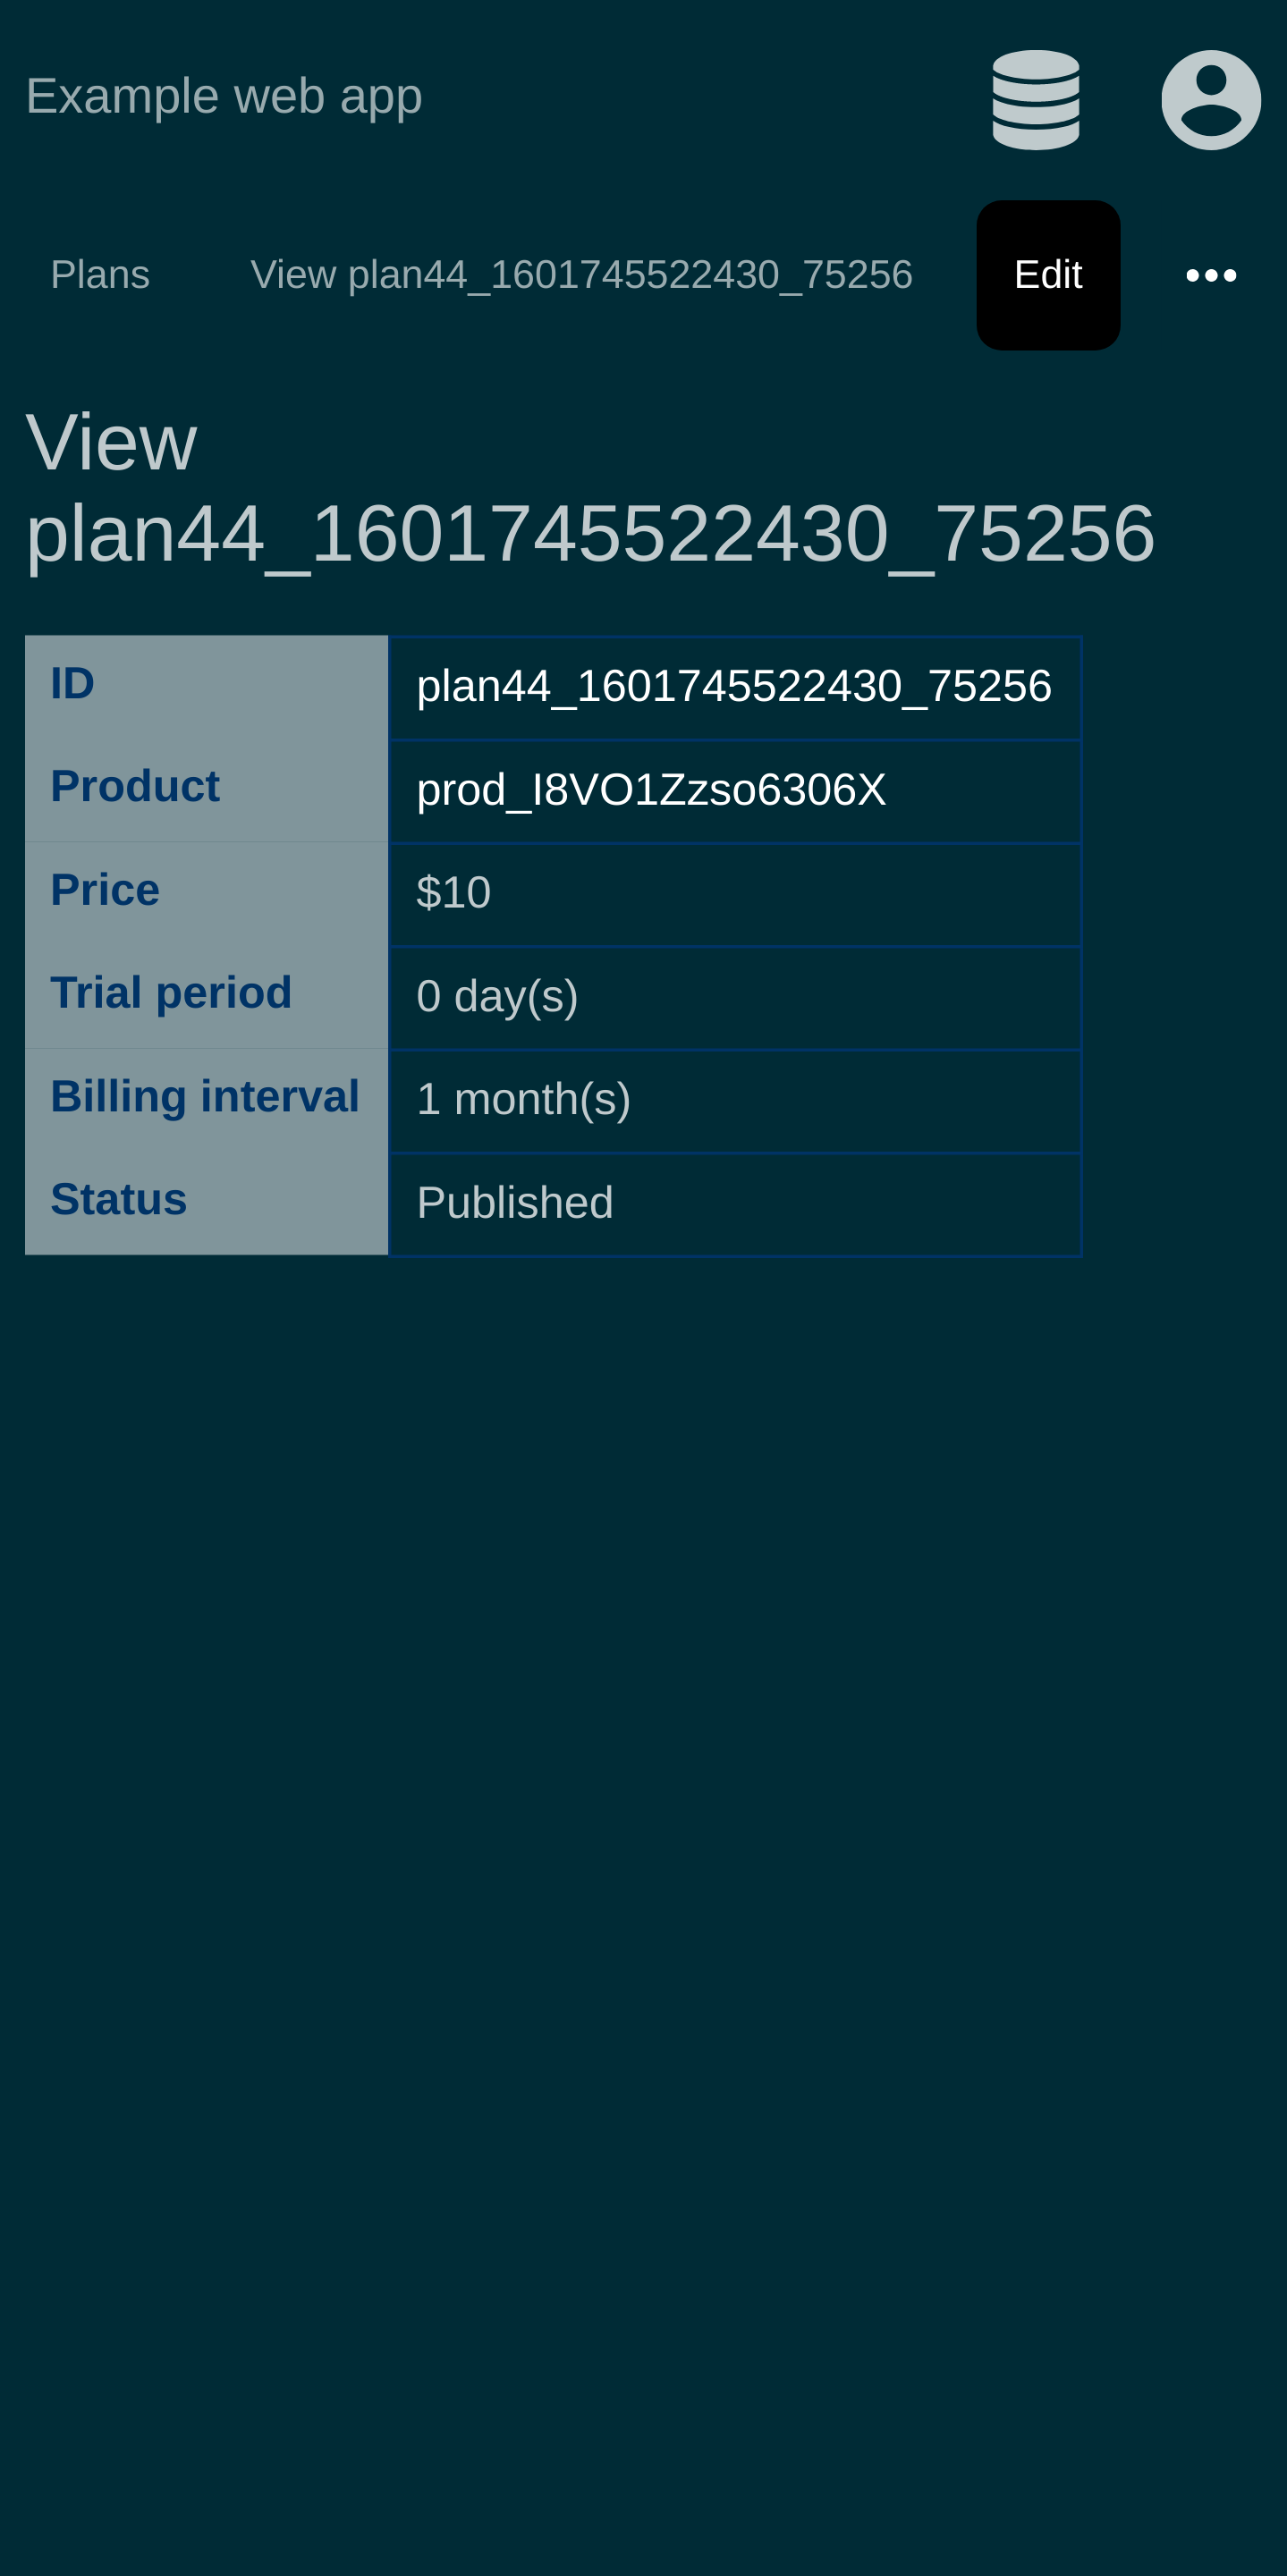 Example web app
Plans View plan44_1601745522430_75256 Edit
View
plan44_1601745522430_75256
ID plan44_1601745522430_75256
Product prod_I8VO1Zzso6306X
Price $10
Trial period 0 day(s)
Billing interval 1 month(s)
Status Published